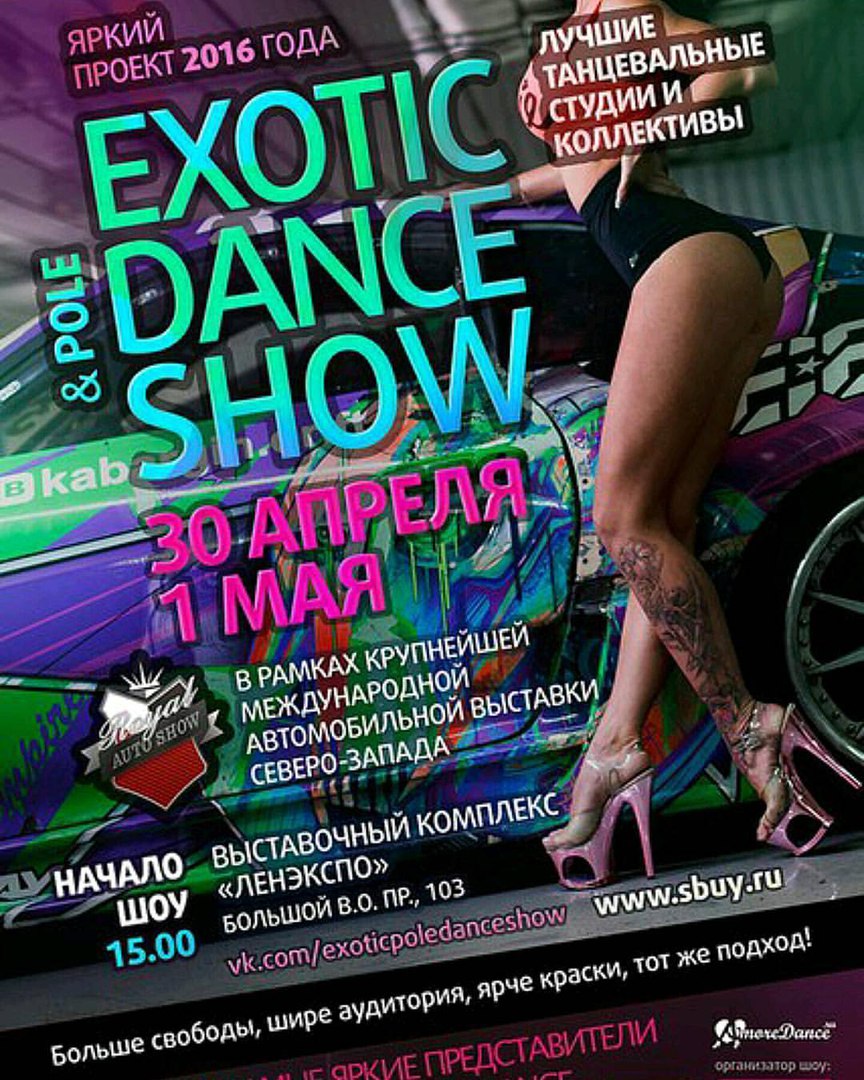 ЯРКИЙ
ПРОЕКТ 2016 ГОДА
ЛУЧШИЕ
ТАНЦЕВАЛЬНЫЕ
СТУДИИ И
КОЛЛЕКТИВЫ
EXOTIC
& POLE
DANCE
SHOW
30 АПРЕЛЯ
1 МАЯ
Royal
AUTO SHOW
В РАМКАХ КРУПНЕЙШЕЙ
МЕЖДУНАРОДНОЙ
АВТОМОБИЛЬНОЙ ВЫСТАВКИ
СЕВЕРО-ЗАПАДА
НАЧАЛО
ШОУ
15.00
ВЫСТАВОЧНЫЙ КОМПЛЕКС
«ЛЕНЭКСПО»
БОЛЬШОЙ В.О. ПР., 103
vk.com/exoticpoledanceshow
www.sbuy.ru
Больше свободы, шире аудитория, ярче краски, тот же подход!
ЯРКИЕ ПРЕДСТАВИТЕЛИ
AmoreDance
организатор шоу: